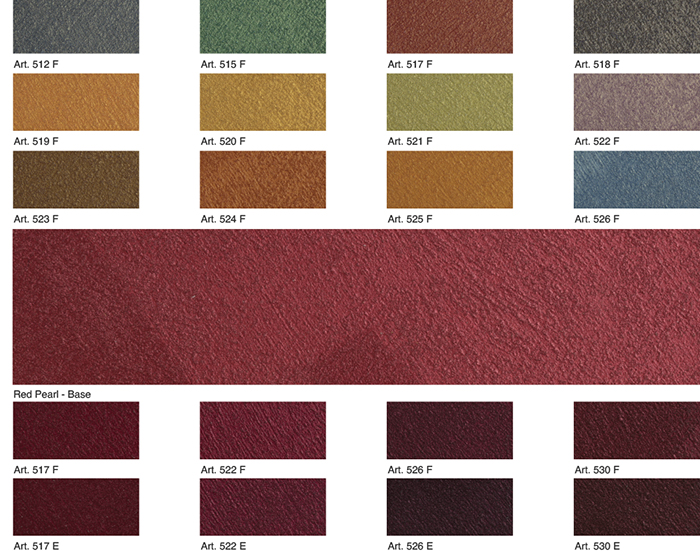 Art. 512 F Art. 515 F Art. 517 F Art. 518 F
Art. 519 F Art. 520 F Art. 521 F Art. 522 F
Art. 523 F Art. 524 F Art. 525 F Art. 526 F
Red Pearl - Base
Art. 517 F Art. 522 F Art. 526 F Art. 530 F
Art. 517 E Art. 522 E Art. 526 E Art. 530 E